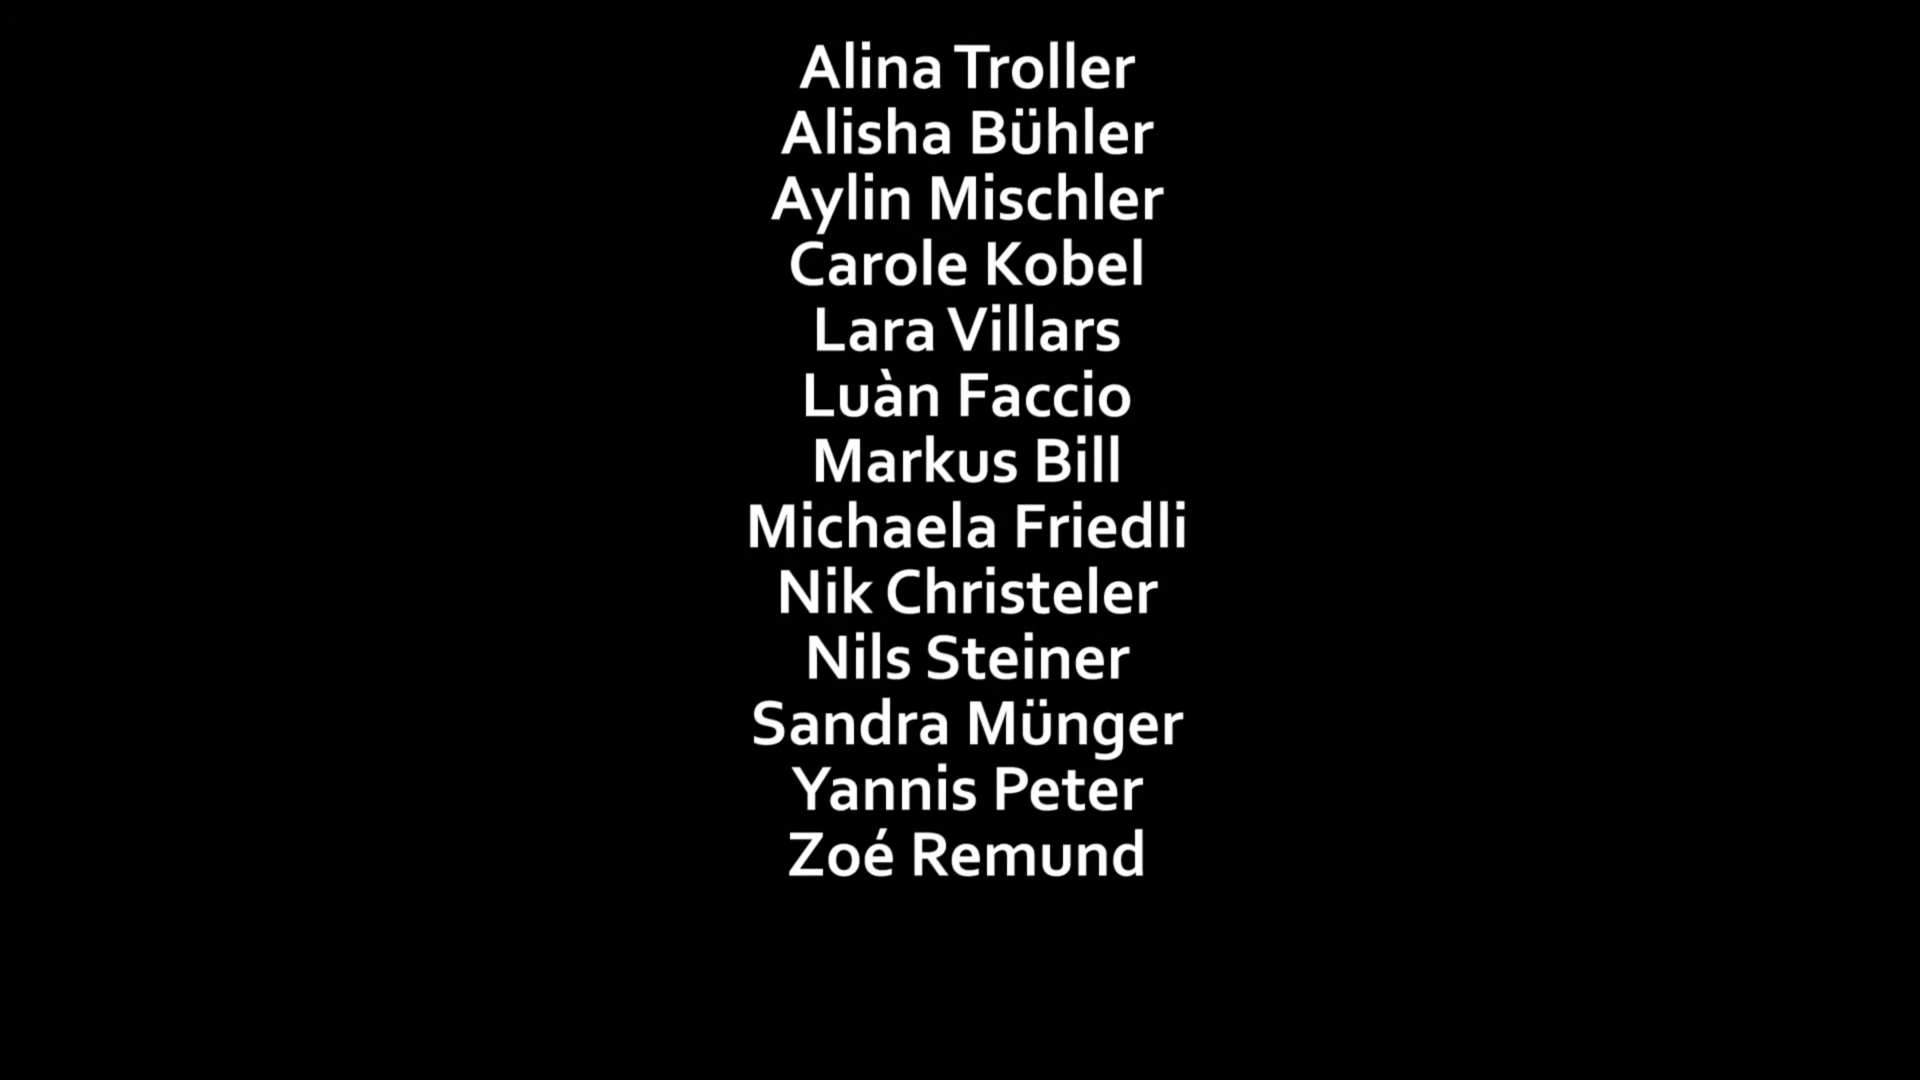 Alina Troller
Alisha Bühler
Aylin Mischler
Carole Kobel
Lara Villars
Luàn Faccio
Markus Bill
Michaela Friedli
Nik Christeler
Nils Steiner
Sandra Münger
Yannis Peter
Zoé Remund